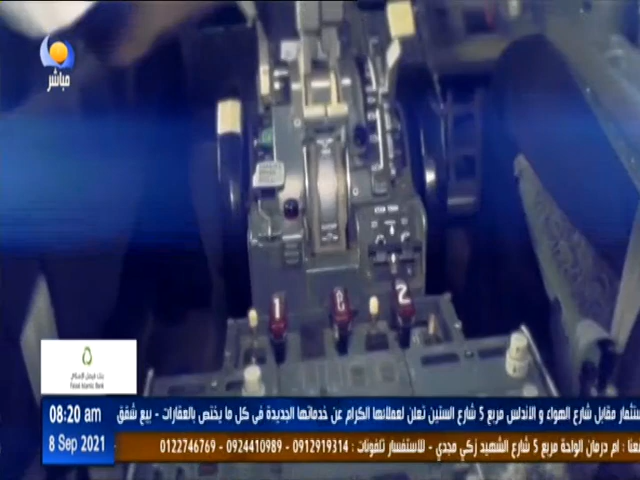 مباشر
1
2
2
بنك فيصل الإسلامي
Faisal Islamic Bank
08:20 am
ستثمار مقابل شارع الهواء و الاندلس مربع 5 شارع الستين تعلن لعملائها الكرام عن خدماتها الجديدة في كل ما يختص بالعقارات - بيع شقق
8 Sep 2021
عنا : ام درمان الواحة مربع 5 شارع الشهيد زكي مجدي - للاستفسار تلفونات : 0912919314 - 0924410989 - 0122746769